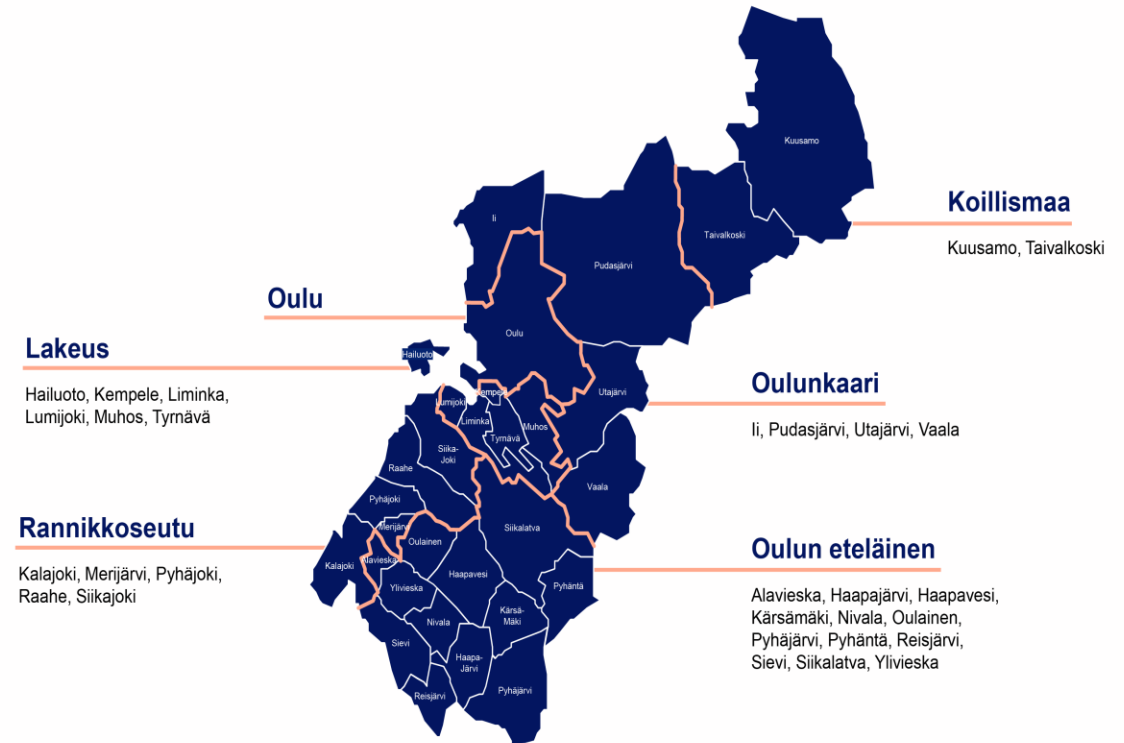 Kuusamo
Koillismaa
Kuusamo, Taivalkoski
Ii
Taivalkoski
Pudasjärvi
Oulu
Oulu
Lakeus
Hailuoto, Kempele, Liminka,
Lumijoki, Muhos, Tyrnävä
Hailuoto
Kempele
Lumijoki
Liminka
Tyrnävä
Muhos
Utajärvi
Oulunkaari
Ii, Pudasjärvi, Utajärvi, Vaala
Siika-
Joki
Raahe
Vaala
Pyhäjoki
Merijärvi
Siikalatva
Oulainen
Rannikkoseutu
Kalajoki, Merijärvi, Pyhäjoki,
Raahe, Siikajoki
Kalajoki
Alavieska
Ylivieska
Haapavesi
Pyhäntä
Oulun eteläinen
Alavieska, Haapajärvi, Haapavesi,
Kärsämäki, Nivala, Oulainen,
Pyhäjärvi, Pyhäntä, Reisjärvi,
Sievi, Siikalatva, Ylivieska
Kärsä-
Mäki
Nivala
Sievi
Haapa-
Järvi
Reisjärvi
Pyhäjärvi